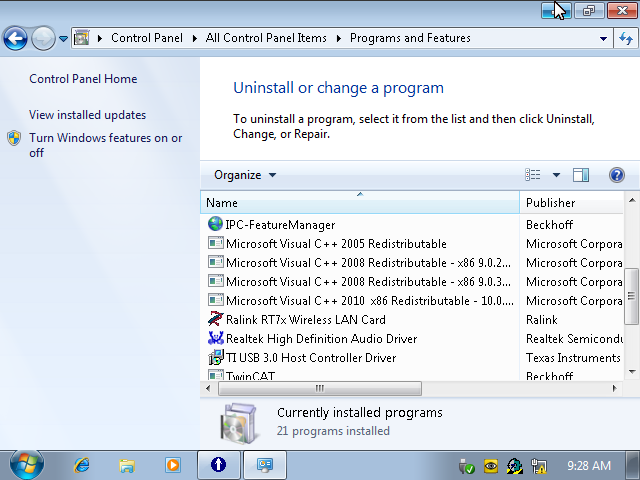 Control Panel All Control Panel Items Programs and Features
Control Panel Home
View installed updates
Turn Windows features on or
off
Uninstall or change a program
To uninstall a program, select it from the list and then click Uninstall,
Change, or Repair.
Organize
Name Publisher
IPC-FeatureManager Beckhoff
Microsoft Visual C++ 2005 Redistributable Microsoft Corpora
Microsoft Visual C++ 2008 Redistributable - x86 9.0.2... Microsoft Corpora
Microsoft Visual C++ 2008 Redistributable - x86 9.0.3... Microsoft Corpora
Microsoft Visual C++ 2010 x86 Redistributable - 10.0.... Microsoft Corpora
Ralink RT7x Wireless LAN Card Ralink
Realtek High Definition Audio Driver Realtek Semicondu
TI USB 3.0 Host Controller Driver Texas Instruments
TwinCAT Beckhoff
Currently installed programs
21 programs installed
9:28 AM